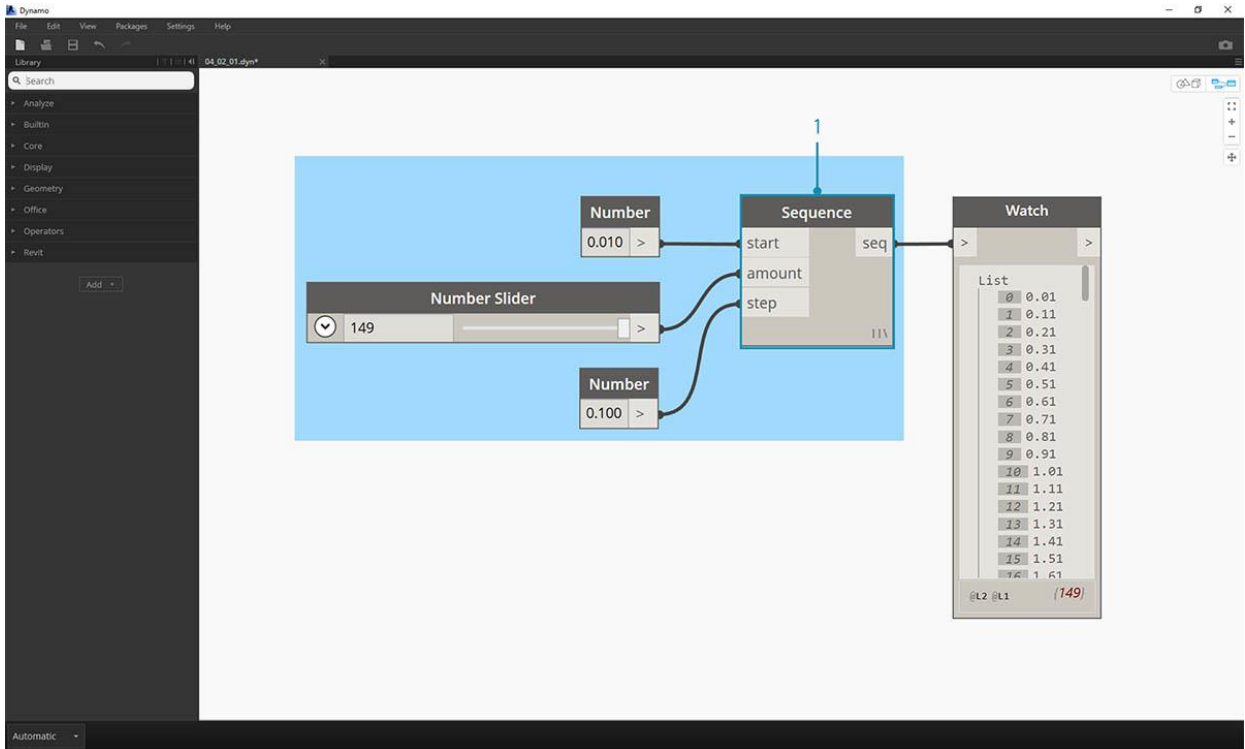 Dynamo
File Edit View Packages Settings Help
Library
04_02_01.dyn*
Search
Analyze
BuiltIn
Core
Display
Geometry
Office
Operators
Revit
Add
1
Number
0.010 >
Number Slider
149 >
Number
0.100 >
Sequence
start seq
amount
step
Watch
> >
List
0 0.01
1 0.11
2 0.21
3 0.31
4 0.41
5 0.51
6 0.61
7 0.71
8 0.81
9 0.91
10 1.01
11 1.11
12 1.21
13 1.31
14 1.41
15 1.51
16 1.61
@L2 @L1 {149}
Automatic